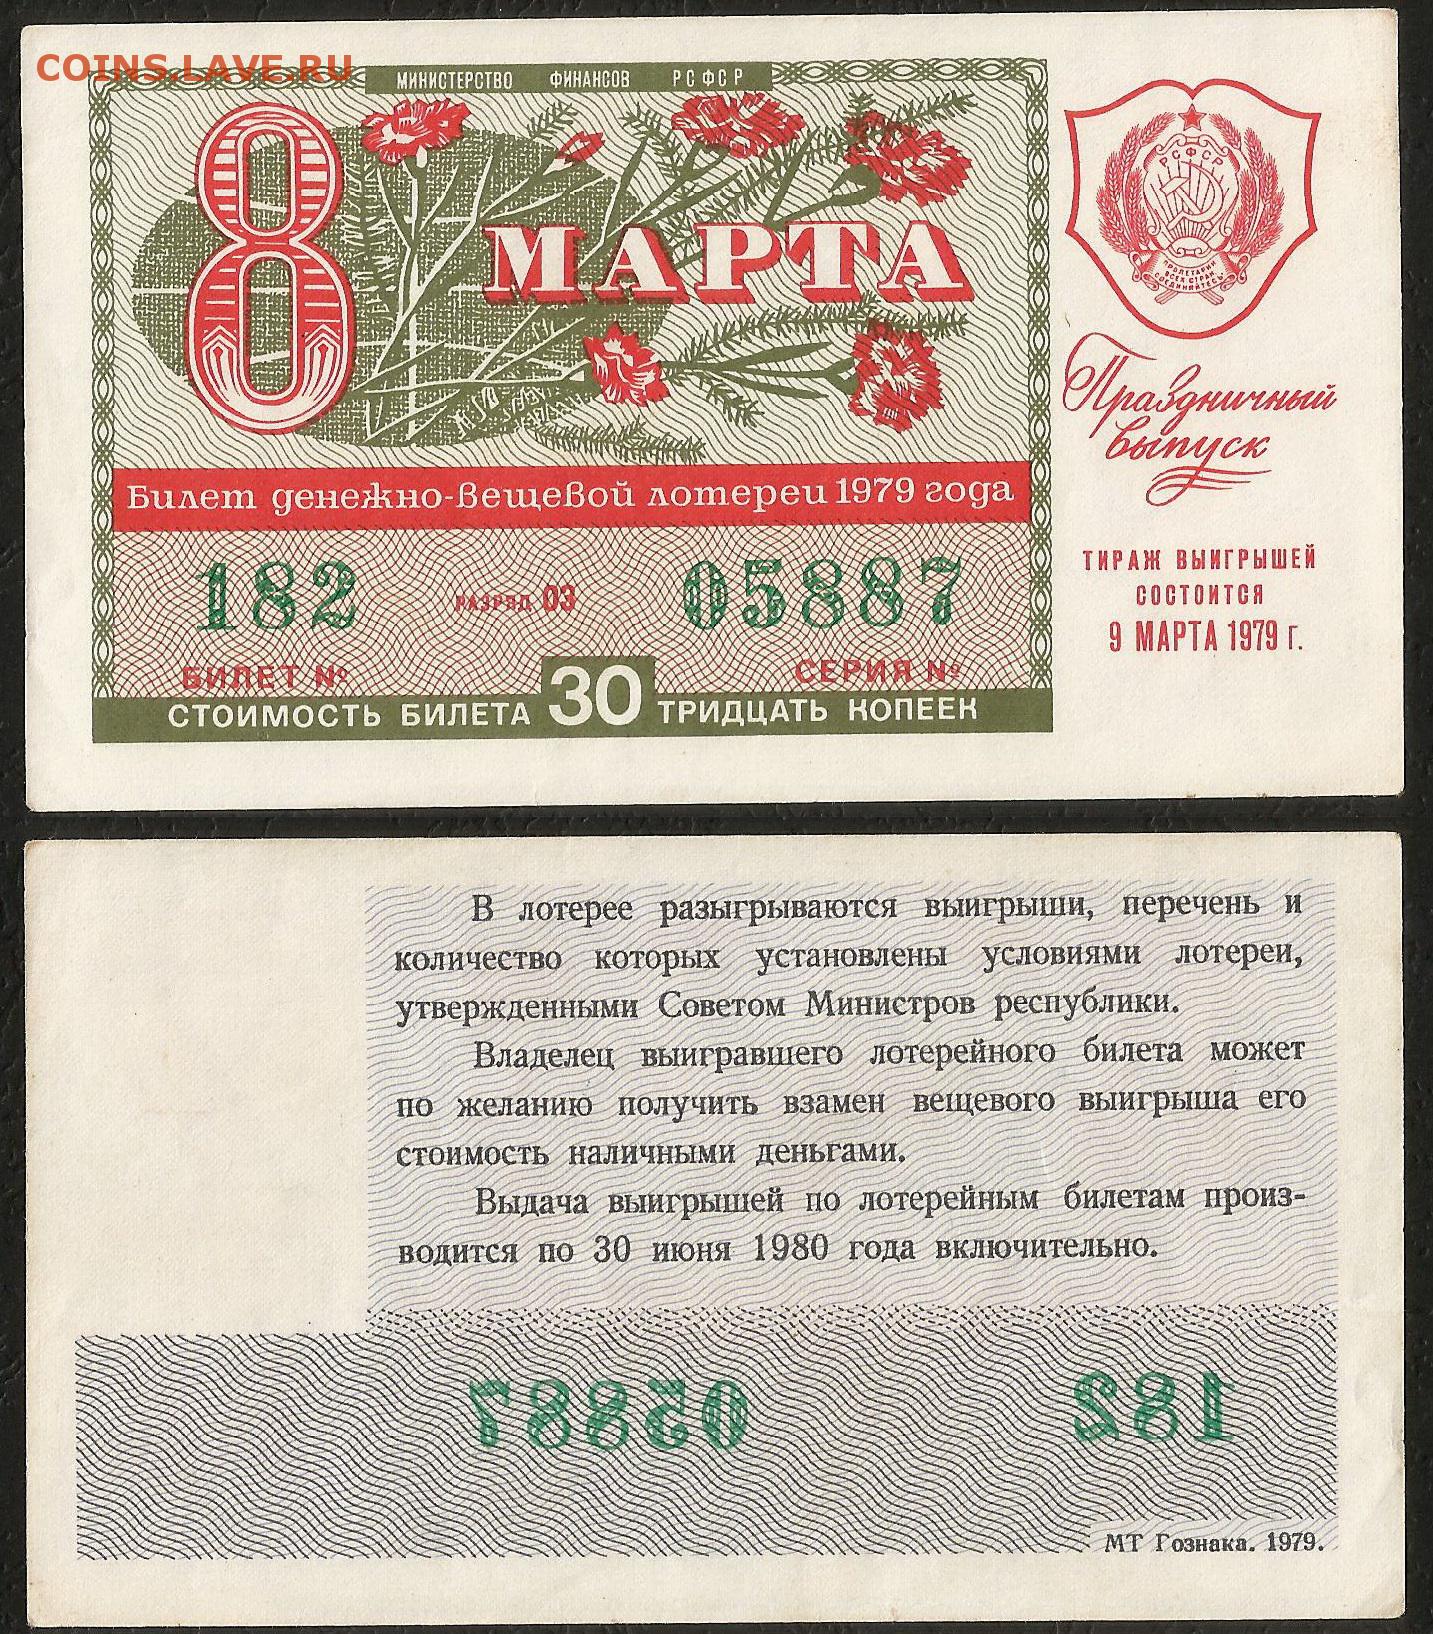 COINS.LAVE.RU
МИНИСТЕРСТВО ФИНАНСОВ РСФСР
8 МАРТА
РСФСР
ПРОЛЕТАРИИ
ВСЕХ СТРАН
СОЕДИНЯЙТЕСЬ
Праздничный
выпуск
Билет денежно-вещевой лотереи 1979 года
182 РАЗРЯД 03 05887
БИЛЕТ № СЕРИЯ №
СТОИМОСТЬ БИЛЕТА 30 ТРИДЦАТЬ КОПЕЕК
ТИРАЖ ВЫИГРЫШЕЙ
СОСТОИТСЯ
9 МАРТА 1979 г.
В лотерее разыгрываются выигрыши, перечень и
количество которых установлены условиями лотереи,
утвержденными Советом Министров республики.
Владелец выигравшего лотерейного билета может
по желанию получить взамен вещевого выигрыша его
стоимость наличными деньгами.
Выдача выигрышей по лотерейным билетам произ-
водится по 30 июня 1980 года включительно.
05887 182
МТ Гознака. 1979.